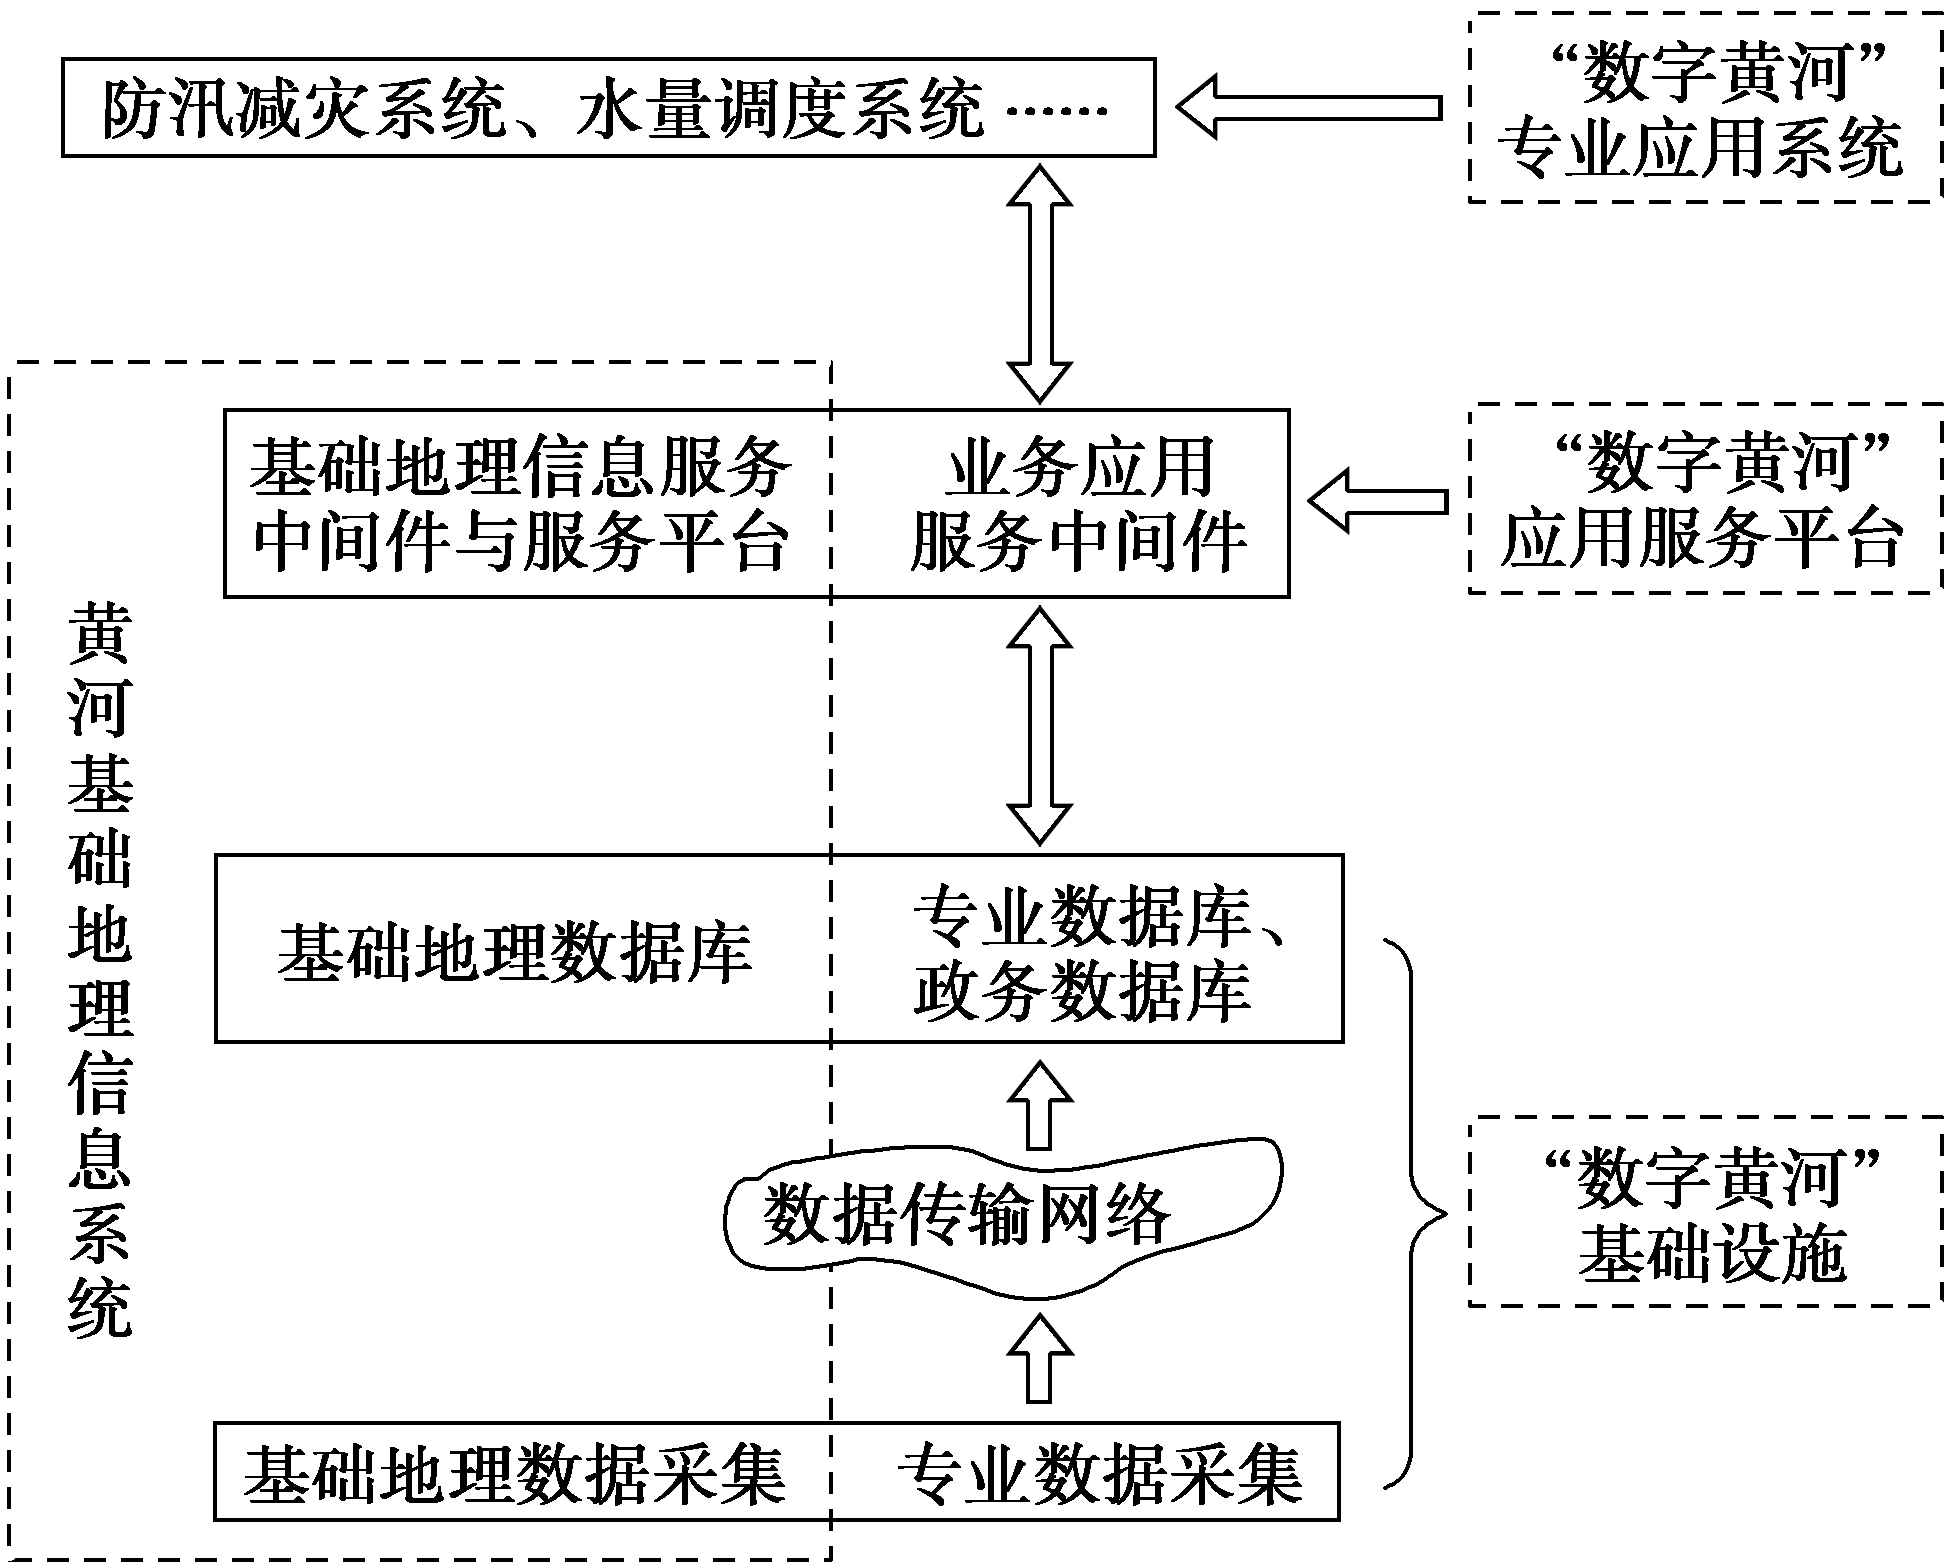 防汛减灾系统、水量调度系统 ······
“数字黄河”
专业应用系统
基础地理信息服务
中间件与服务平台
业务应用
服务中间件
“数字黄河”
应用服务平台
黄河基础地理信息系统
基础地理数据库
专业数据库、
政务数据库
数据传输网络
“数字黄河”
基础设施
基础地理数据采集
专业数据采集